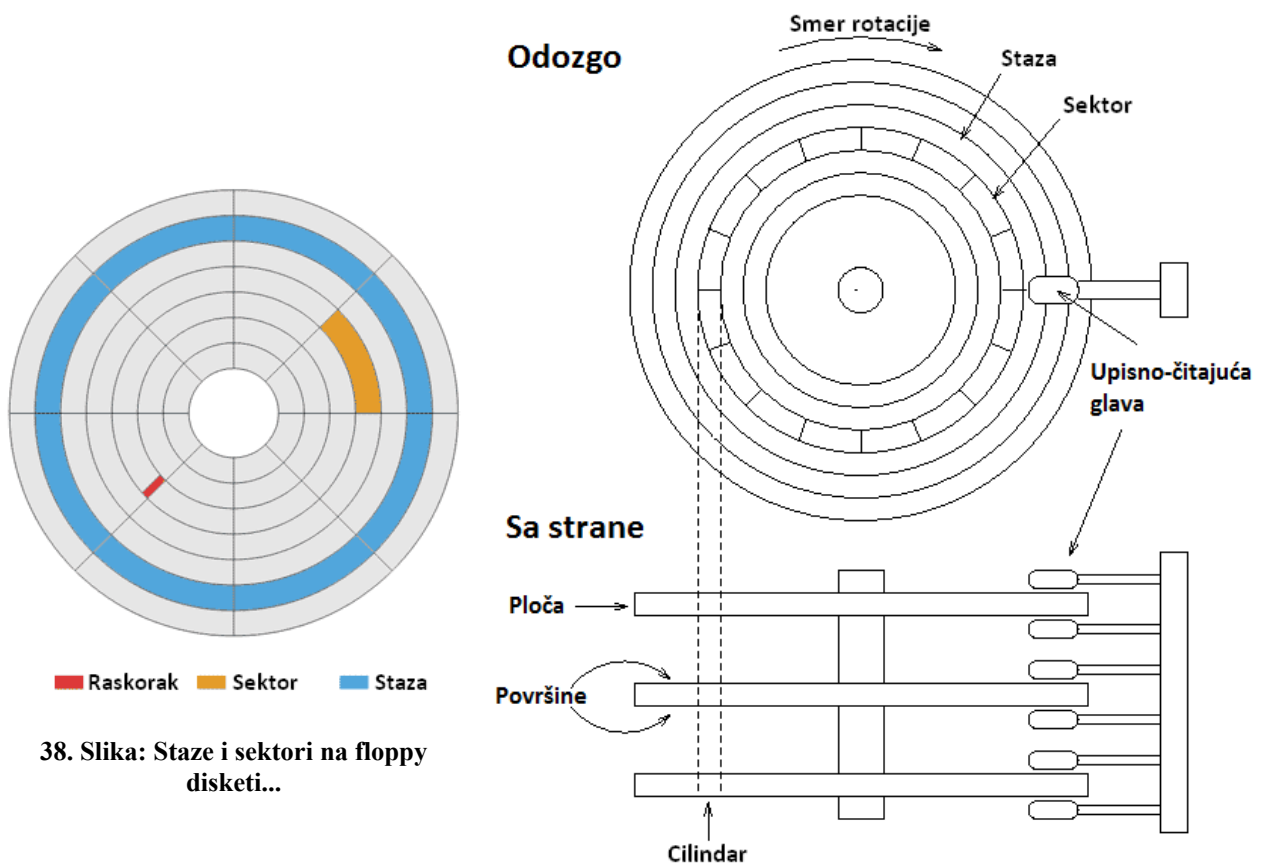 Raskorak
Sektor
Staza
38. Slika: Staze i sektori na floppy
disketi...
Odozgo
Smer rotacije
Staza
Sektor
Upisno-čitajuća
glava
Sa strane
Ploča
Površine
Cilindar